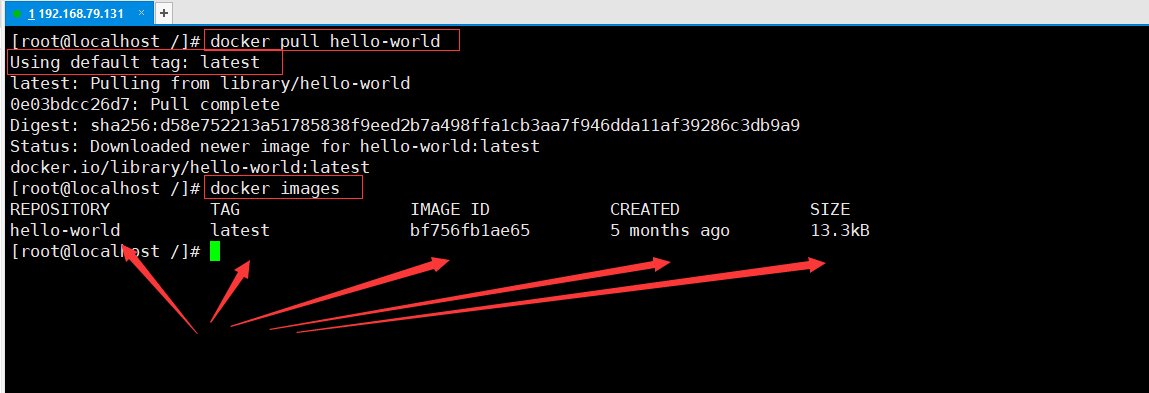 1 192.168.79.131 × +
[root@localhost /]# docker pull hello-world
Using default tag: latest
latest: Pulling from library/hello-world
0e03bdcc26d7: Pull complete
Digest: sha256:d58e752213a51785838f9eed2b7a498ffa1cb3aa7f946dda11af39286c3db9a9
Status: Downloaded newer image for hello-world:latest
docker.io/library/hello-world:latest
[root@localhost /]# docker images
REPOSITORY TAG IMAGE ID CREATED SIZE
hello-world latest bf756fb1ae65 5 months ago 13.3kB
[root@localhost /]#